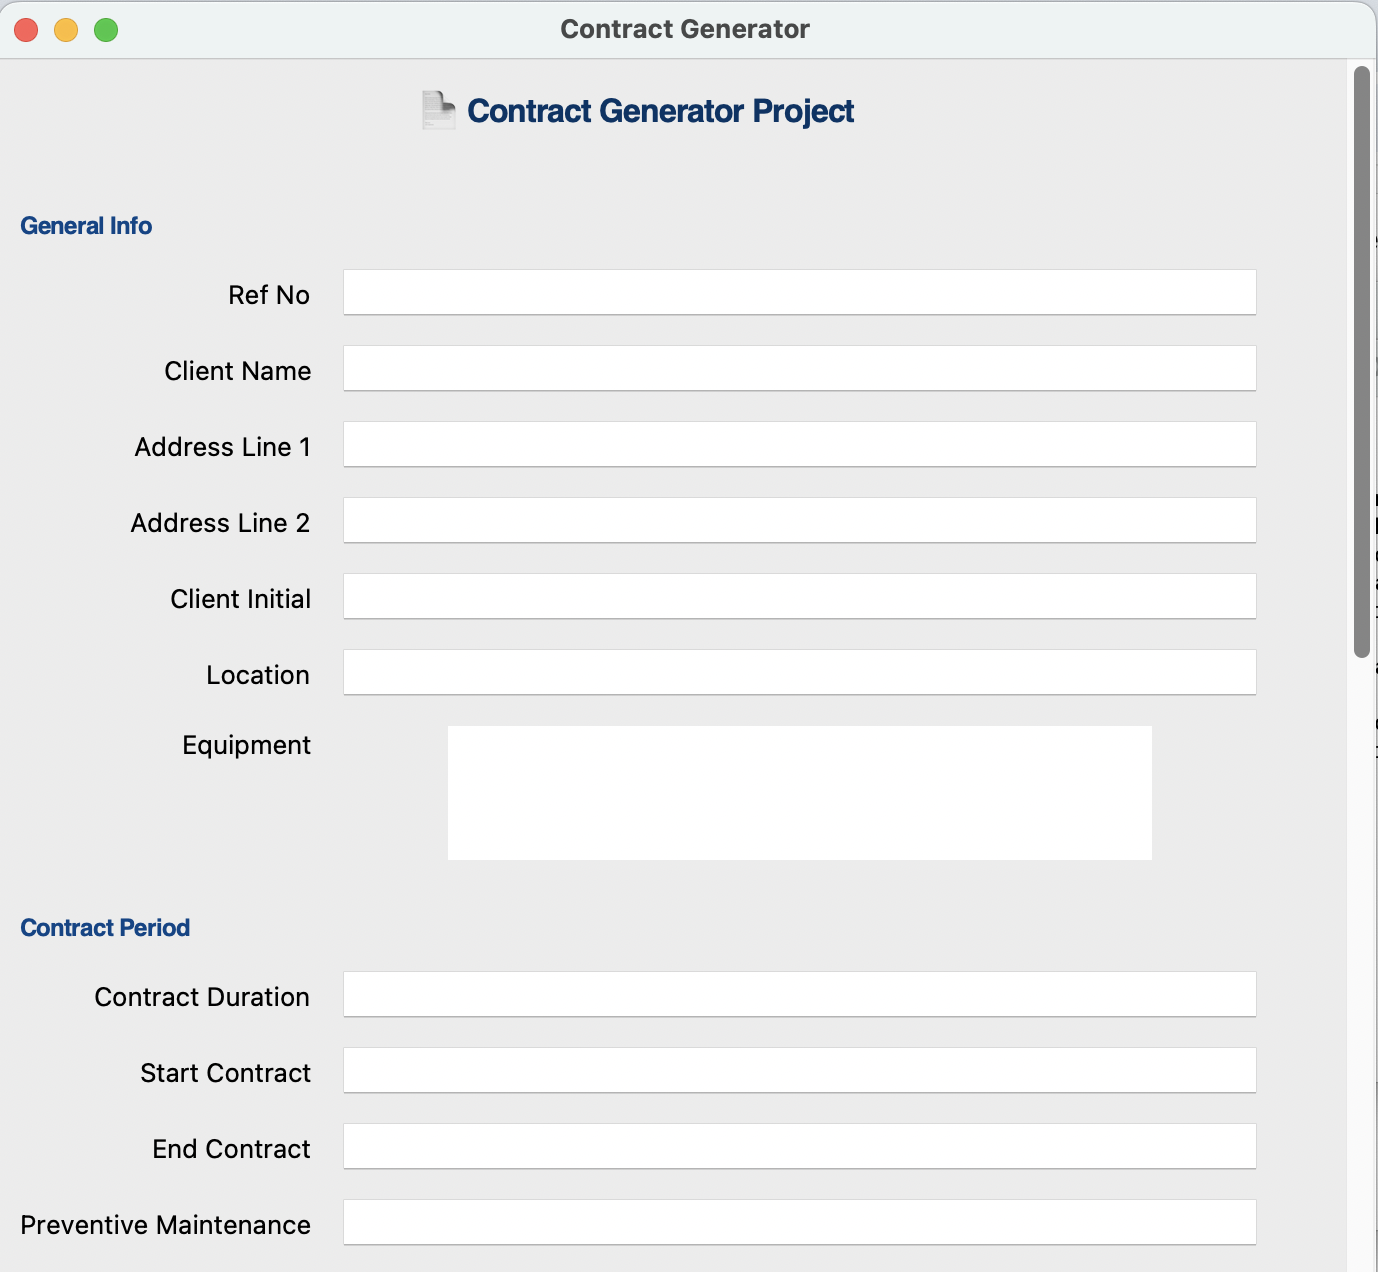 Contract Generator
Contract Generator Project
General Info
Ref No
Client Name
Address Line 1
Address Line 2
Client Initial
Location
Equipment
Contract Period
Contract Duration
Start Contract
End Contract
Preventive Maintenance